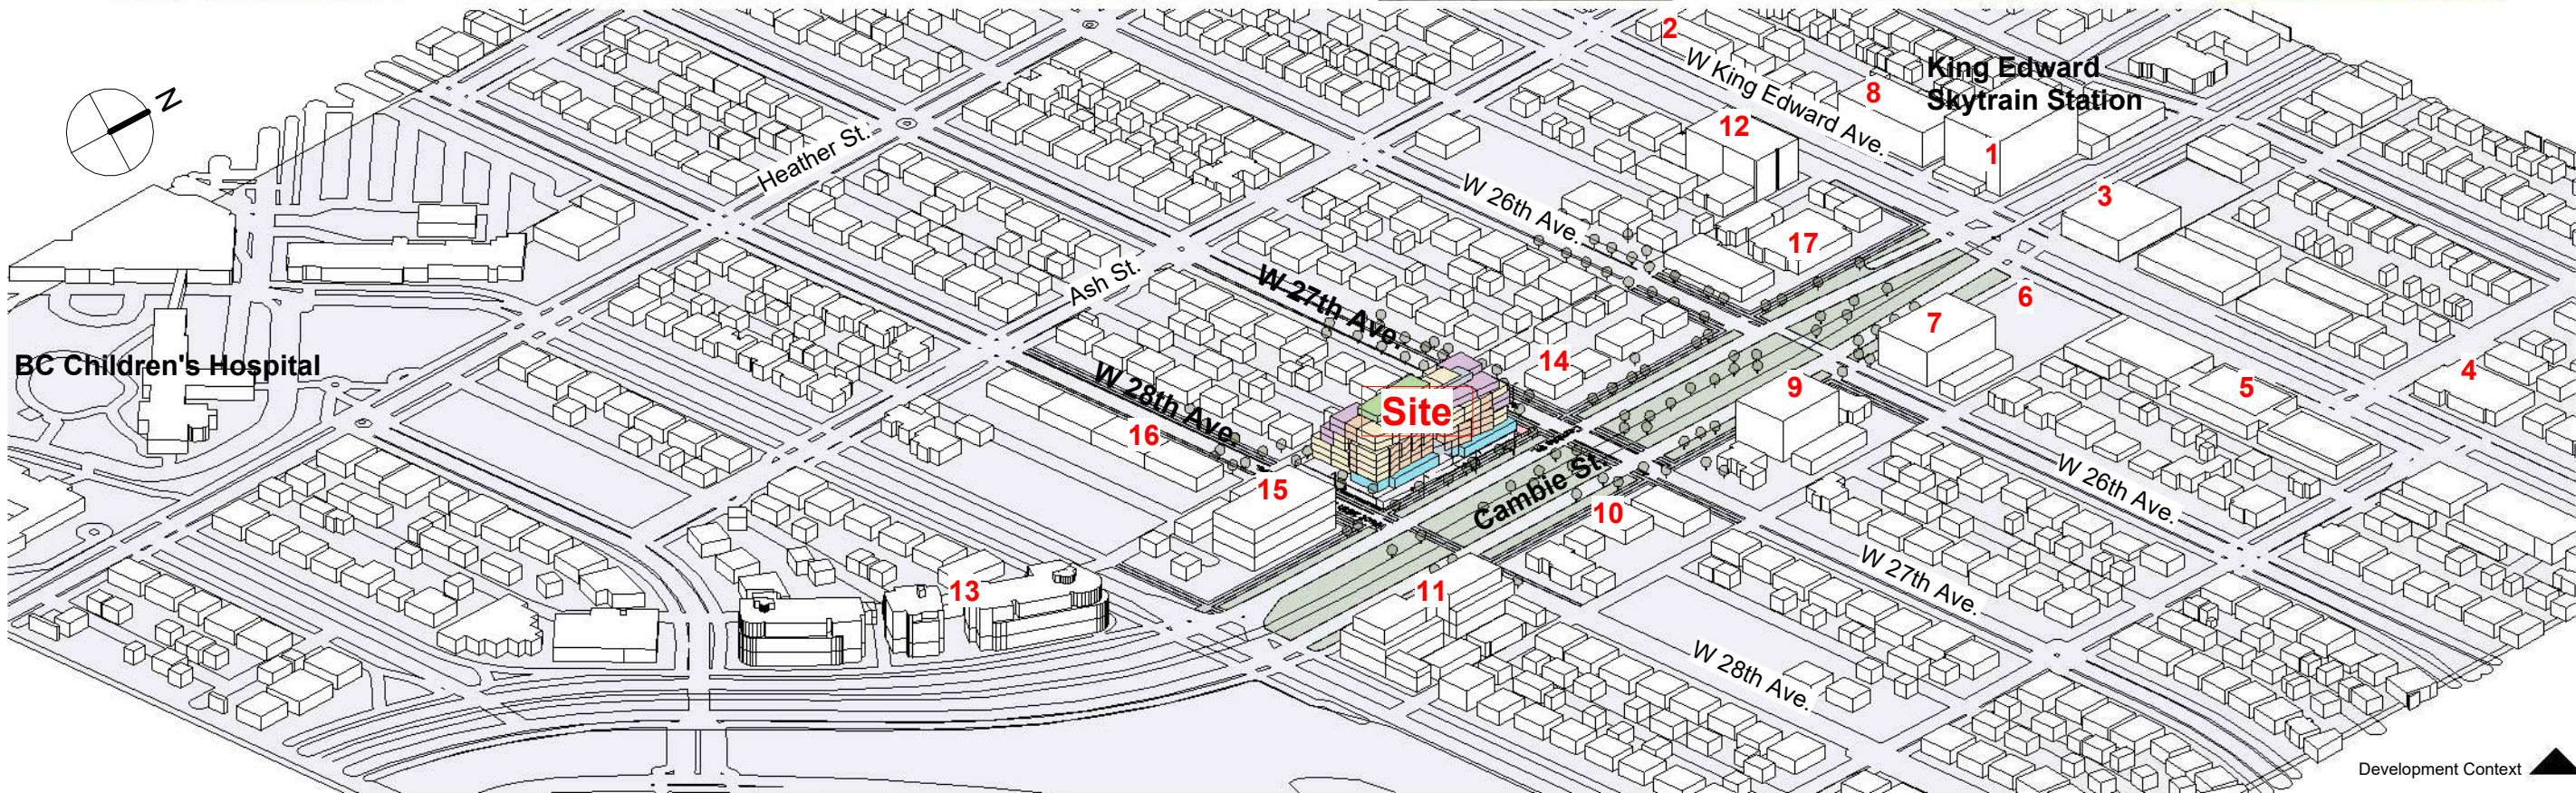 2
W King Edward Ave.
King Edward
Skytrain Station
8
12
1
N
Heather St.
3
W 26th Ave.
17
Ash St.
W 27th Ave.
6
7
BC Children's Hospital
14
4
5
9
W 28th Ave.
Site
16
15
Cambie St.
10
W 26th Ave.
13
11
W 27th Ave.
W 28th Ave.
Development Context